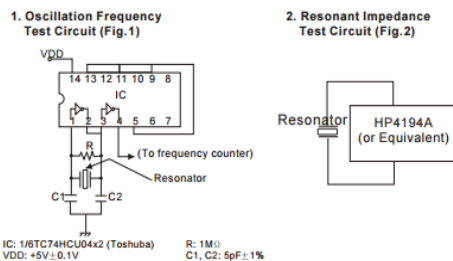 1. Oscillation Frequency
Test Circuit (Fig.1)
VDD
14 13 12 11 10 9 8
IC
1 2 3 4 5 6 7
R
(To frequency counter)
Resonator
C1
C2
IC: 1/6TC74HCU04x2 (Toshuba)
VDD: +5V±0.1V
R: 1MΩ
C1, C2: 5pF±1%
2. Resonant Impedance
Test Circuit (Fig.2)
Resonator
HP4194A
(or Equivalent)